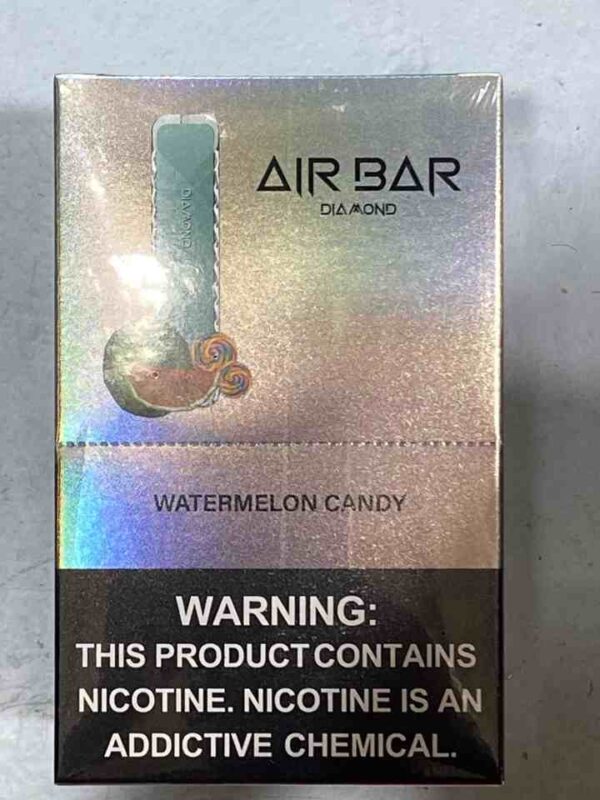 AIR BAR
DIAMOND
DIAMOND
WATERMELON CANDY
WARNING:
THIS PRODUCT CONTAINS
NICOTINE. NICOTINE IS AN
ADDICTIVE CHEMICAL.